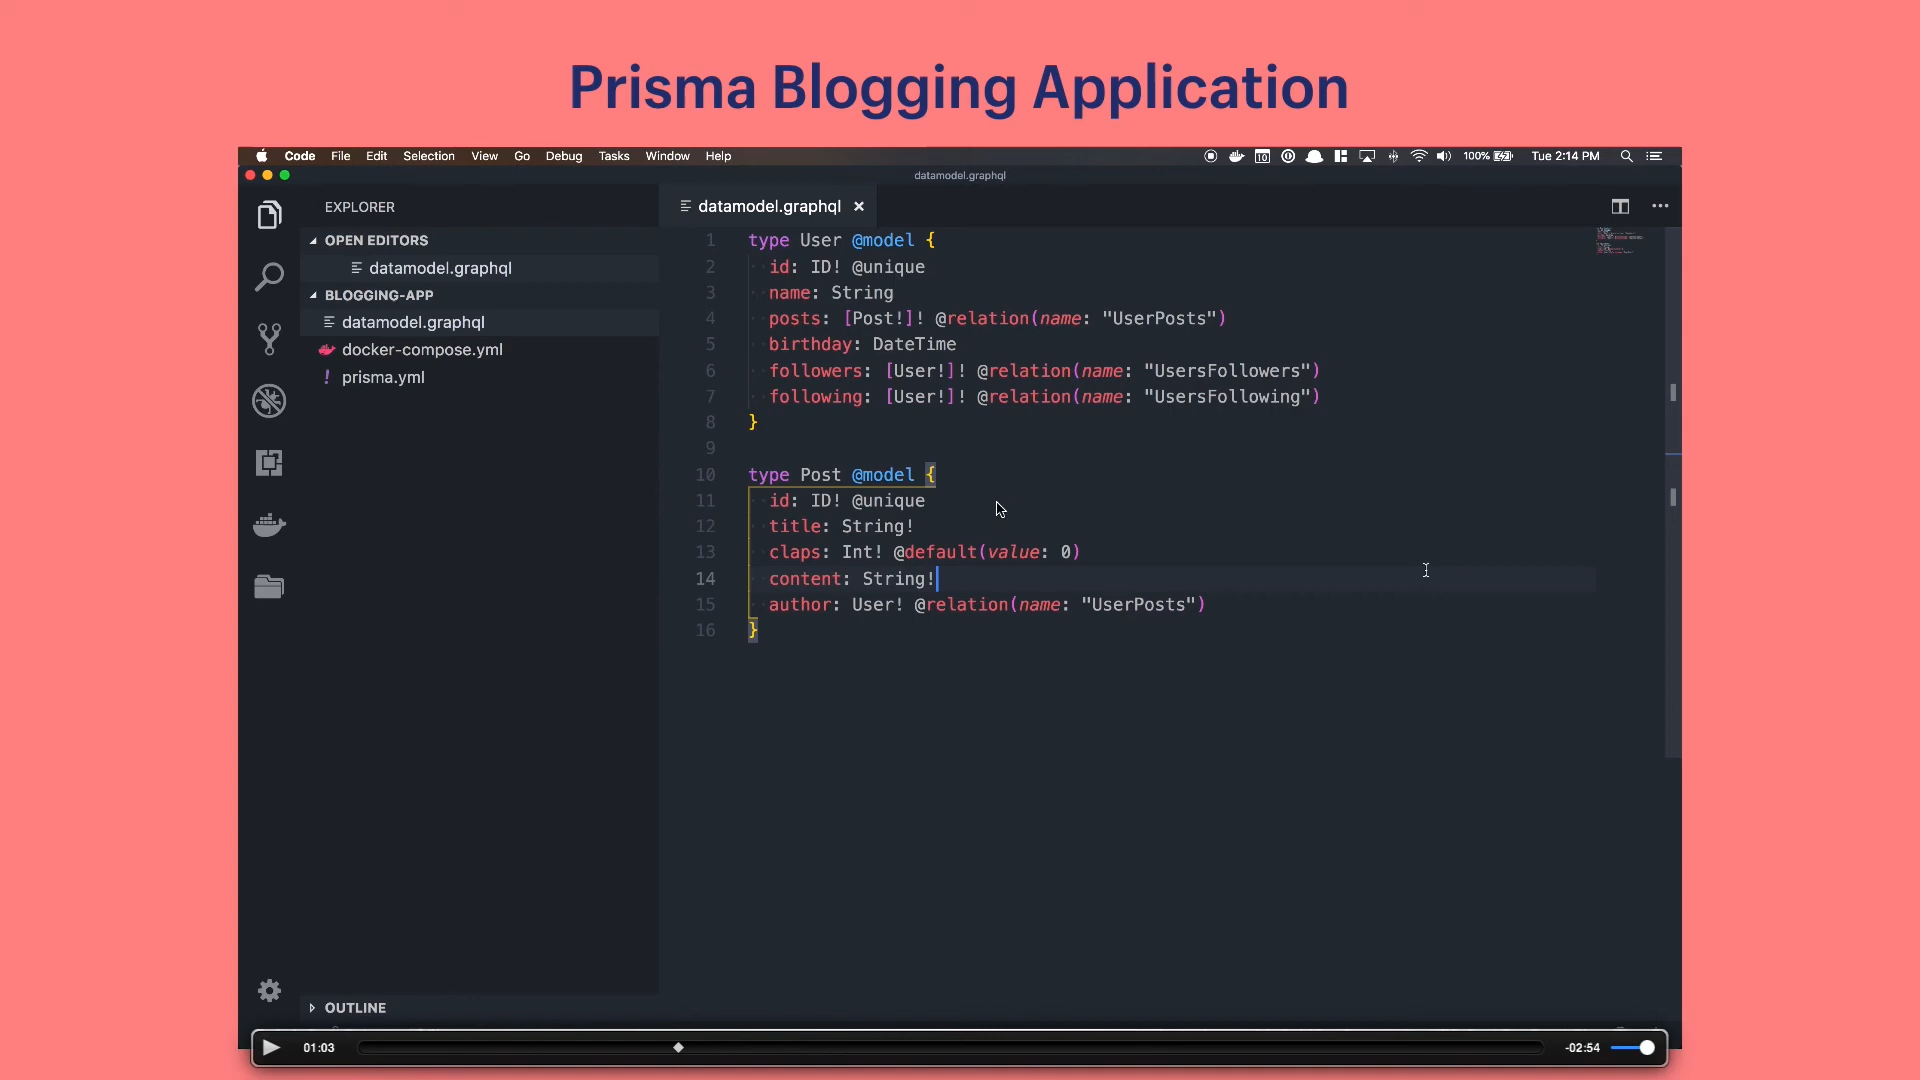 Prisma Blogging Application
Code File Edit Selection View Go Debug Tasks Window Help 10 100% Tue 2:14 PM
datamodel.graphql
EXPLORER
OPEN EDITORS
datamodel.graphql
BLOGGING-APP
datamodel.graphql
docker-compose.yml
! prisma.yml
OUTLINE
datamodel.graphql ×
1 type User @model {
2 id: ID! @unique
3 name: String
4 posts: [Post!]! @relation(name: "UserPosts")
5 birthday: DateTime
6 followers: [User!]! @relation(name: "UsersFollowers")
7 following: [User!]! @relation(name: "UsersFollowing")
8 }
9
10 type Post @model {
11 id: ID! @unique
12 title: String!
13 claps: Int! @default(value: 0)
14 content: String!
15 author: User! @relation(name: "UserPosts")
16 }
01:03 -02:54